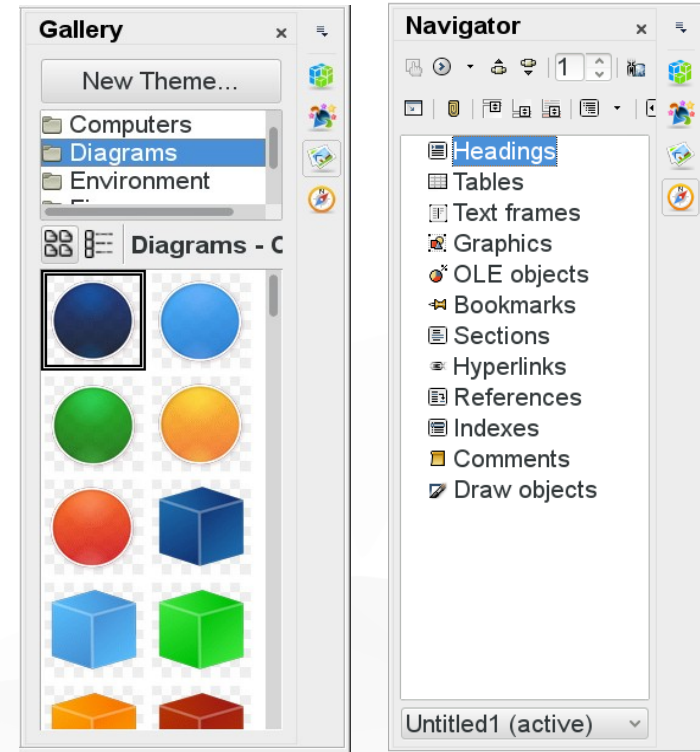 Gallery
New Theme...
Computers
Diagrams
Environment
Diagrams - C
Navigator
1
Headings
Tables
Text frames
Graphics
OLE objects
Bookmarks
Sections
Hyperlinks
References
Indexes
Comments
Draw objects
Untitled1 (active)